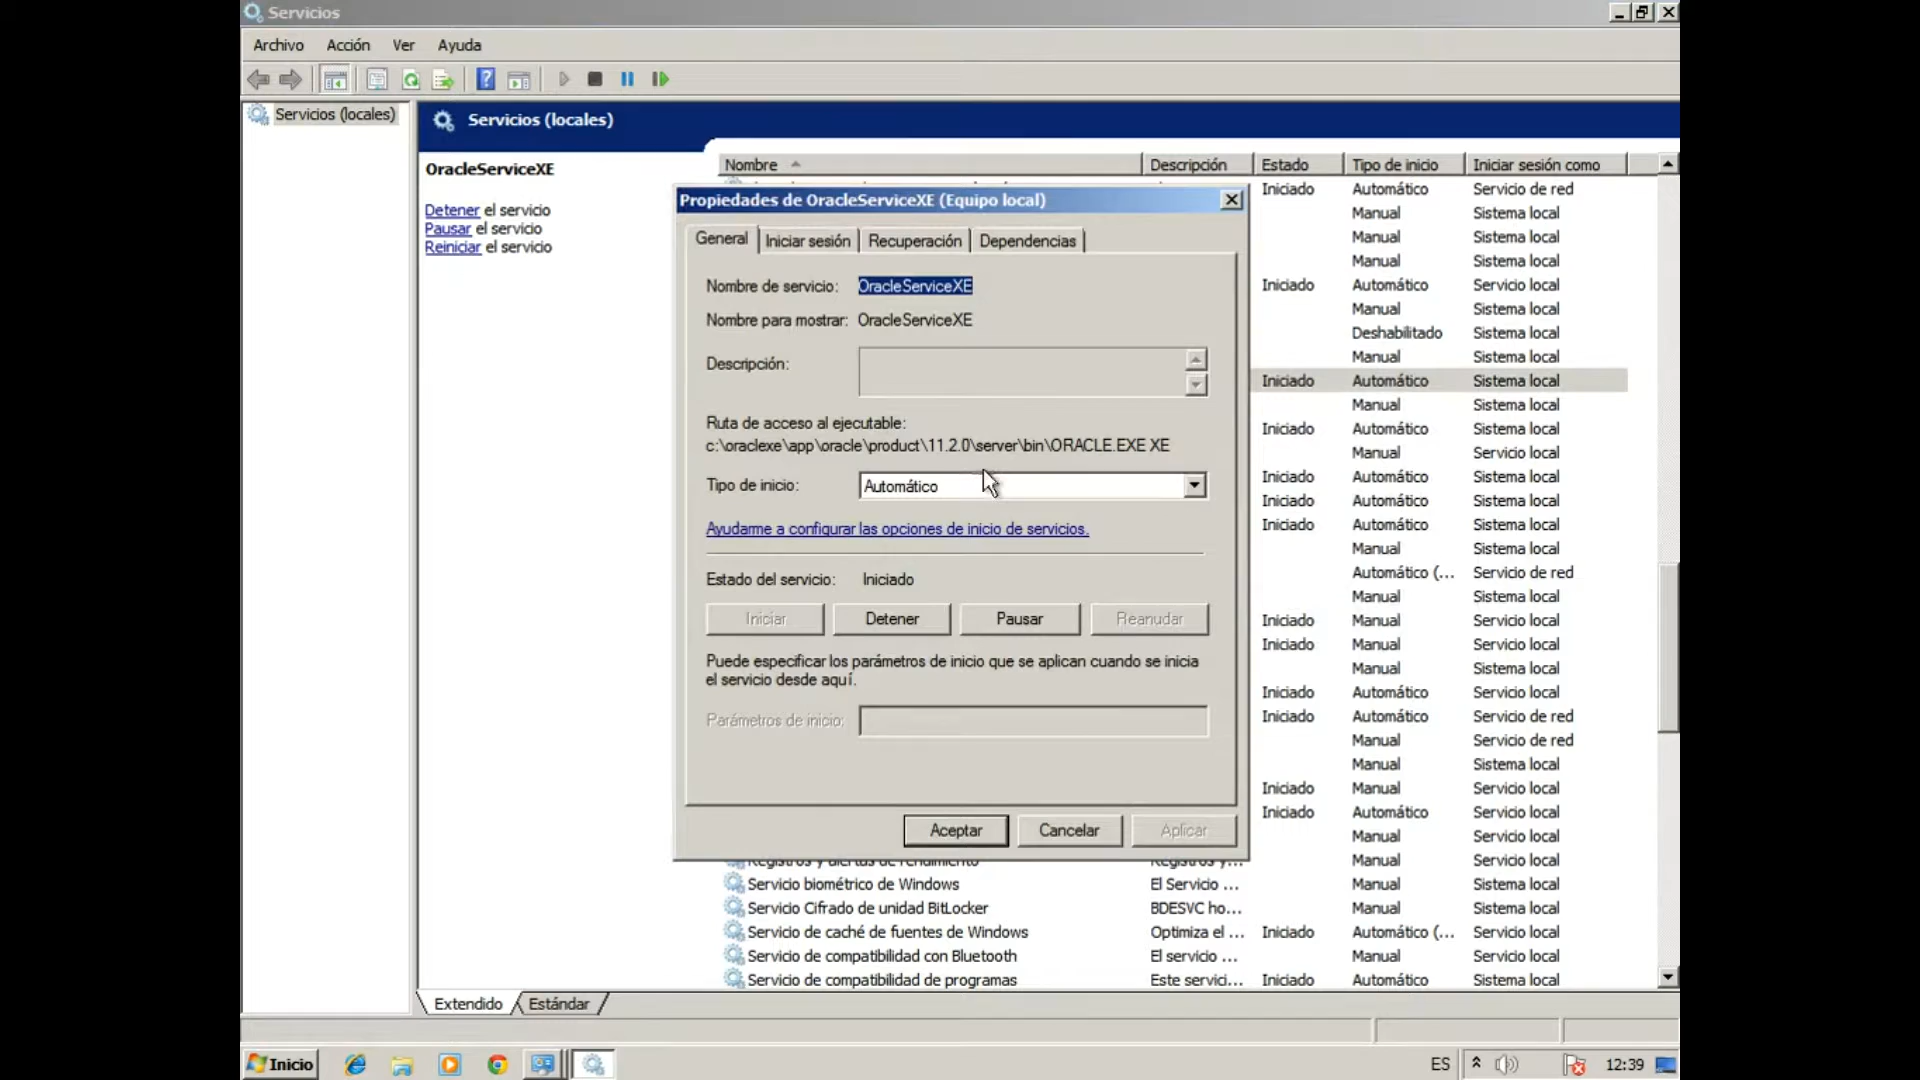 Servicios
Archivo Acción Ver Ayuda
Servicios (locales)
Servicios (locales)
OracleServiceXE
Detener el servicio
Pausar el servicio
Reiniciar el servicio
Nombre Descripción Estado Tipo de inicio Iniciar sesión como
Iniciado Automático Servicio de red
Manual Sistema local
Manual Sistema local
Manual Sistema local
Iniciado Automático Servicio local
Manual Sistema local
Deshabilitado Sistema local
Manual Sistema local
Iniciado Automático Sistema local
Manual Sistema local
Iniciado Automático Sistema local
Manual Servicio local
Iniciado Automático Sistema local
Iniciado Automático Sistema local
Iniciado Automático Sistema local
Manual Sistema local
Automático (... Servicio de red
Manual Sistema local
Iniciado Manual Servicio local
Iniciado Manual Servicio local
Manual Sistema local
Iniciado Automático Servicio local
Iniciado Automático Servicio de red
Manual Servicio de red
Manual Sistema local
Iniciado Manual Servicio local
Iniciado Automático Servicio local
Manual Servicio local
Registros y alertas de rendimiento Registros y... Manual Servicio local
Servicio biométrico de Windows El Servicio ... Manual Sistema local
Servicio Cifrado de unidad BitLocker BDESVC ho... Manual Sistema local
Servicio de caché de fuentes de Windows Optimiza el ... Iniciado Automático (... Servicio local
Servicio de compatibilidad con Bluetooth El servicio ... Manual Servicio local
Servicio de compatibilidad de programas Este servici... Iniciado Automático Sistema local
Propiedades de OracleServiceXE (Equipo local)
General Iniciar sesión Recuperación Dependencias
Nombre de servicio: OracleServiceXE
Nombre para mostrar: OracleServiceXE
Descripción:
Ruta de acceso al ejecutable:
c:\oraclexe\app\oracle\product\11.2.0\server\bin\ORACLE.EXE XE
Tipo de inicio: Automático
Ayudarme a configurar las opciones de inicio de servicios.
Estado del servicio: Iniciado
Iniciar Detener Pausar Reanudar
Puede especificar los parámetros de inicio que se aplican cuando se inicia
el servicio desde aquí.
Parámetros de inicio:
Aceptar Cancelar Aplicar
Extendido Estándar
Inicio ES 12:39